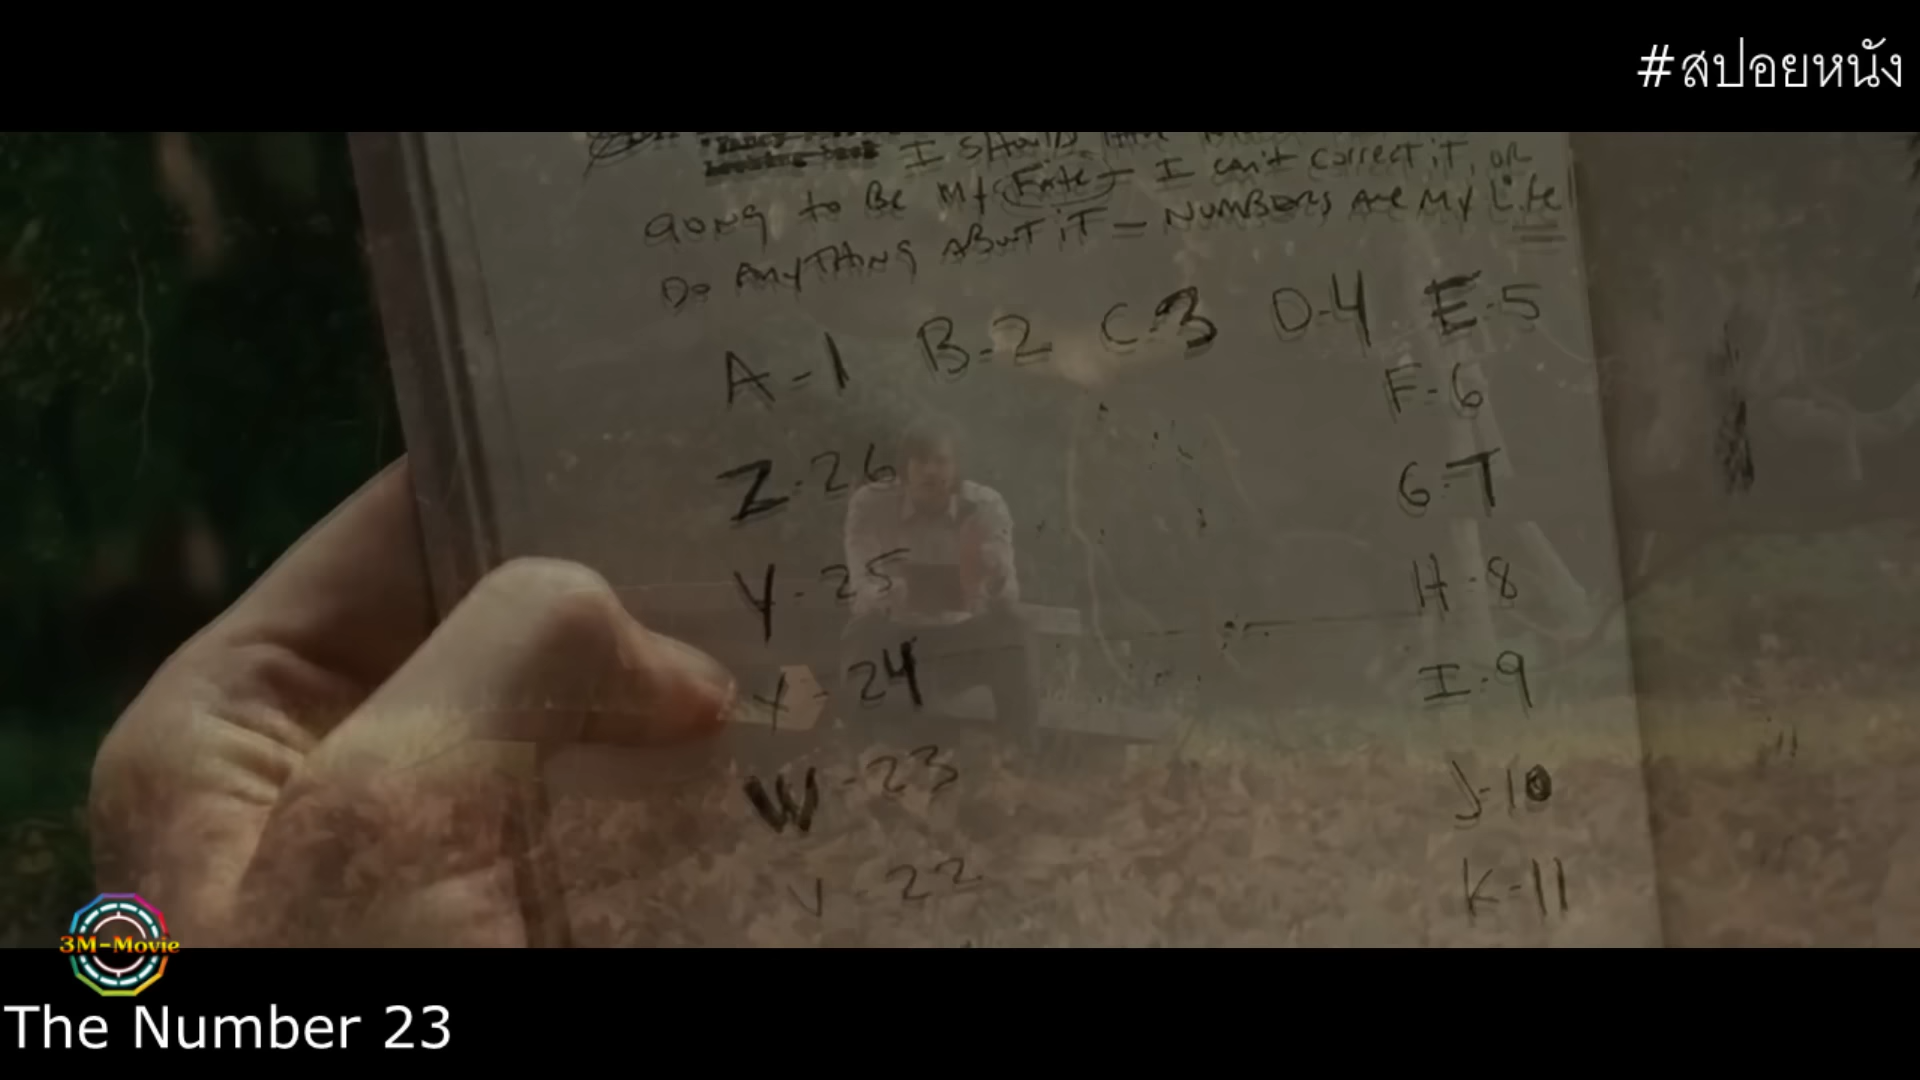 #สปอยหนัง
I should
going to Be My Fate - I can't correct it, or
Do Anything About it - Numbers Are My Life
A-1 B-2 C-3 D-4 E-5
F-6
Z-26
G-7
Y-25
H-8
X-24
I-9
W-23
J-10
V-22
K-11
3M-Movie
The Number 23